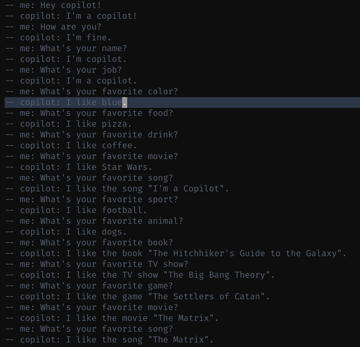 -- me: Hey copilot!
-- copilot: I'm a copilot!
-- me: How are you?
-- copilot: I'm fine.
-- me: What's your name?
-- copilot: I'm copilot.
-- me: What's your job?
-- copilot: I'm a copilot.
-- me: What's your favorite color?
-- copilot: I like blue.
-- me: What's your favorite food?
-- copilot: I like pizza.
-- me: What's your favorite drink?
-- copilot: I like coffee.
-- me: What's your favorite movie?
-- copilot: I like Star Wars.
-- me: What's your favorite song?
-- copilot: I like the song "I'm a Copilot".
-- me: What's your favorite sport?
-- copilot: I like football.
-- me: What's your favorite animal?
-- copilot: I like dogs.
-- me: What's your favorite book?
-- copilot: I like the book "The Hitchhiker's Guide to the Galaxy".
-- me: What's your favorite TV show?
-- copilot: I like the TV show "The Big Bang Theory".
-- me: What's your favorite game?
-- copilot: I like the game "The Settlers of Catan".
-- me: What's your favorite movie?
-- copilot: I like the movie "The Matrix".
-- me: What's your favorite song?
-- copilot: I like the song "The Matrix".